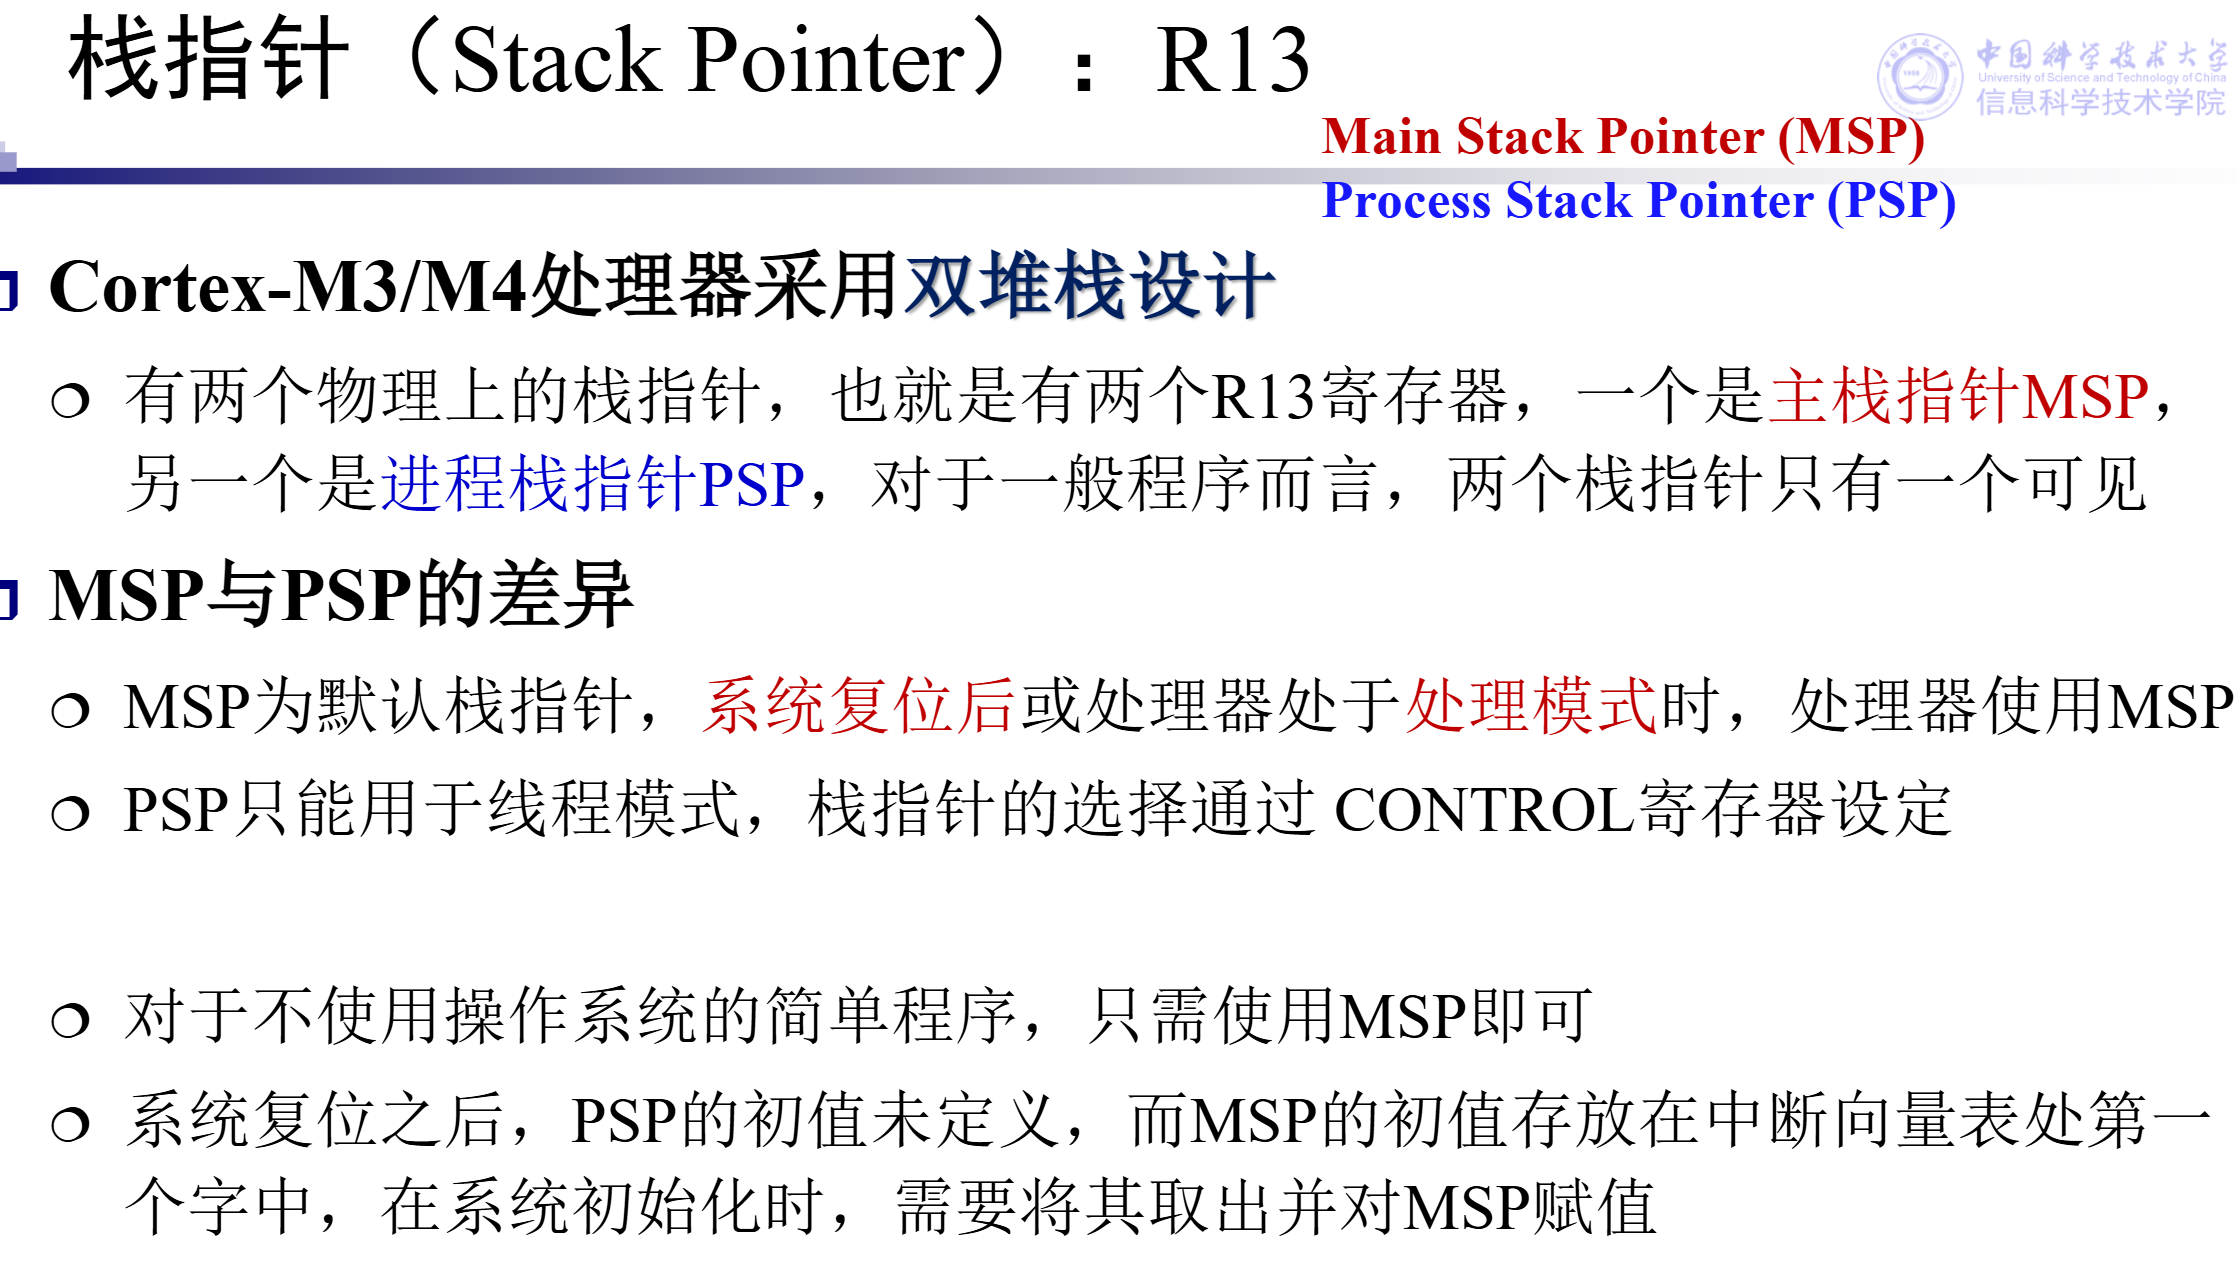 栈指针（Stack Pointer）：R13
中国科学技术大学
University of Science and Technology of China
信息科学技术学院
Main Stack Pointer (MSP)
Process Stack Pointer (PSP)
Cortex-M3/M4处理器采用双堆栈设计
有两个物理上的栈指针，也就是有两个R13寄存器，一个是主栈指针MSP，
另一个是进程栈指针PSP，对于一般程序而言，两个栈指针只有一个可见
MSP与PSP的差异
MSP为默认栈指针，系统复位后或处理器处于处理模式时，处理器使用MSP
PSP只能用于线程模式，栈指针的选择通过 CONTROL寄存器设定
对于不使用操作系统的简单程序，只需使用MSP即可
系统复位之后，PSP的初值未定义，而MSP的初值存放在中断向量表处第一
个字中，在系统初始化时，需要将其取出并对MSP赋值